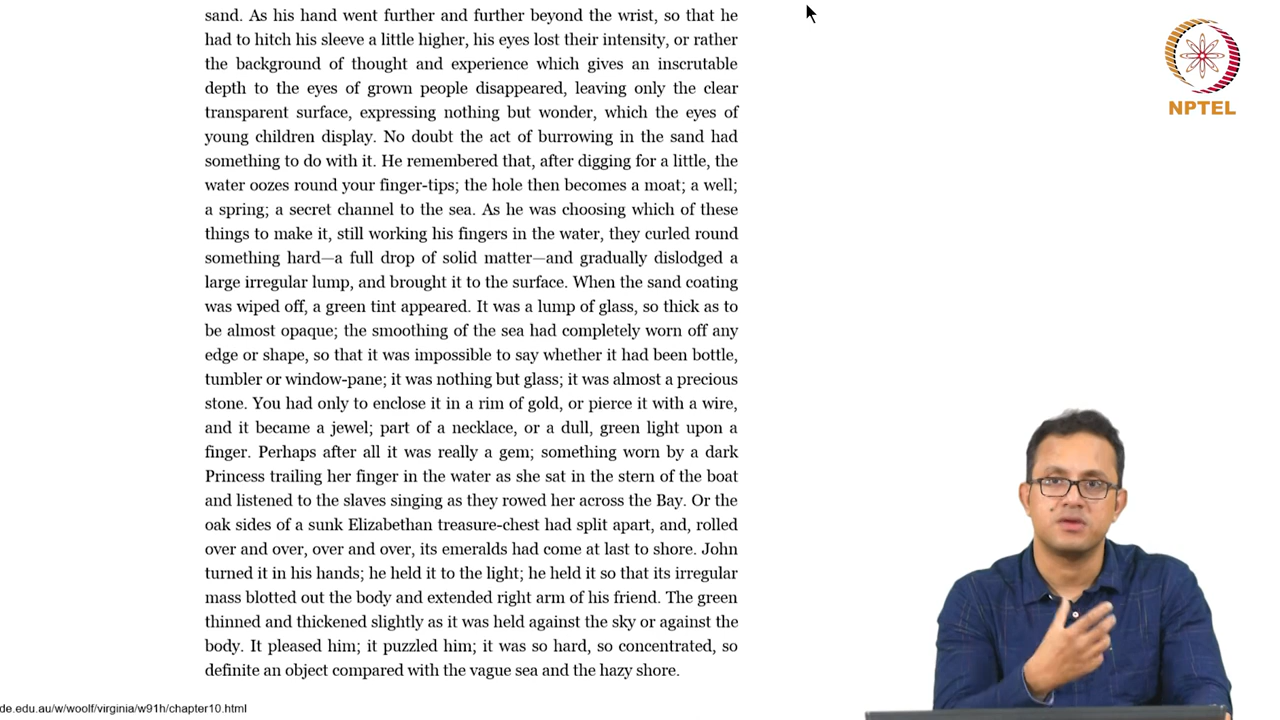 sand. As his hand went further and further beyond the wrist, so that he
had to hitch his sleeve a little higher, his eyes lost their intensity, or rather
the background of thought and experience which gives an inscrutable
depth to the eyes of grown people disappeared, leaving only the clear
transparent surface, expressing nothing but wonder, which the eyes of
young children display. No doubt the act of burrowing in the sand had
something to do with it. He remembered that, after digging for a little, the
water oozes round your finger-tips; the hole then becomes a moat; a well;
a spring; a secret channel to the sea. As he was choosing which of these
things to make it, still working his fingers in the water, they curled round
something hard—a full drop of solid matter—and gradually dislodged a
large irregular lump, and brought it to the surface. When the sand coating
was wiped off, a green tint appeared. It was a lump of glass, so thick as to
be almost opaque; the smoothing of the sea had completely worn off any
edge or shape, so that it was impossible to say whether it had been bottle,
tumbler or window-pane; it was nothing but glass; it was almost a precious
stone. You had only to enclose it in a rim of gold, or pierce it with a wire,
and it became a jewel; part of a necklace, or a dull, green light upon a
finger. Perhaps after all it was really a gem; something worn by a dark
Princess trailing her finger in the water as she sat in the stern of the boat
and listened to the slaves singing as they rowed her across the Bay. Or the
oak sides of a sunk Elizabethan treasure-chest had split apart, and, rolled
over and over, over and over, its emeralds had come at last to shore. John
turned it in his hands; he held it to the light; he held it so that its irregular
mass blotted out the body and extended right arm of his friend. The green
thinned and thickened slightly as it was held against the sky or against the
body. It pleased him; it puzzled him; it was so hard, so concentrated, so
definite an object compared with the vague sea and the hazy shore.
NPTEL
de.edu.au/w/woolf/virginia/w91h/chapter10.html